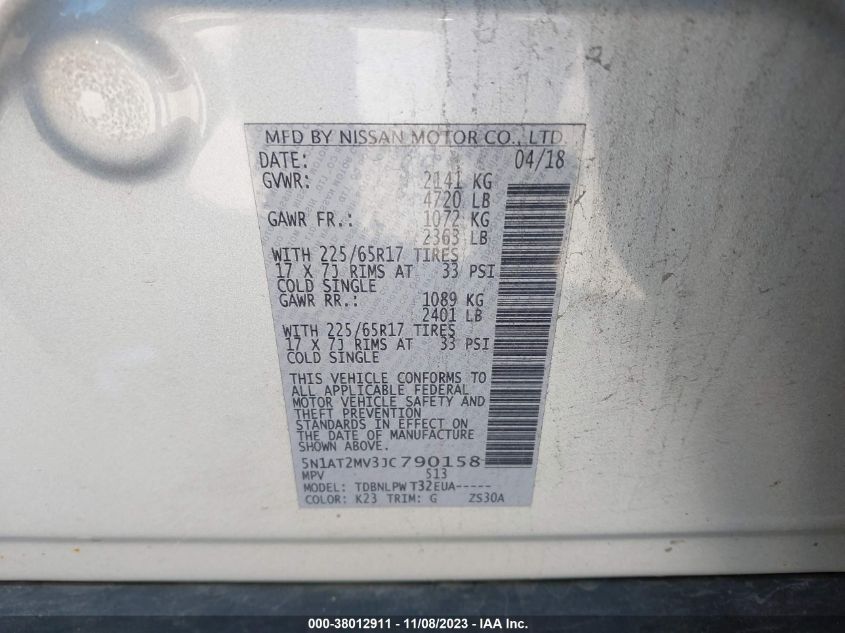 MFD BY NISSAN MOTOR CO., LTD.
DATE: 04/18
GVWR: 2141 KG
4720 LB
GAWR FR.: 1072 KG
2363 LB
WITH 225/65R17 TIRES
17 X 7J RIMS AT 33 PSI
COLD SINGLE
GAWR RR.: 1089 KG
2401 LB
WITH 225/65R17 TIRES
17 X 7J RIMS AT 33 PSI
COLD SINGLE
THIS VEHICLE CONFORMS TO
ALL APPLICABLE FEDERAL
MOTOR VEHICLE SAFETY AND
THEFT PREVENTION
STANDARDS IN EFFECT ON
THE DATE OF MANUFACTURE
SHOWN ABOVE.
5N1AT2MV3JC790158
MPV S13
MODEL: TDBNLPW T32EUA-----
COLOR: K23 TRIM: G ZS30A
000-38012911 - 11/08/2023 - IAA Inc.